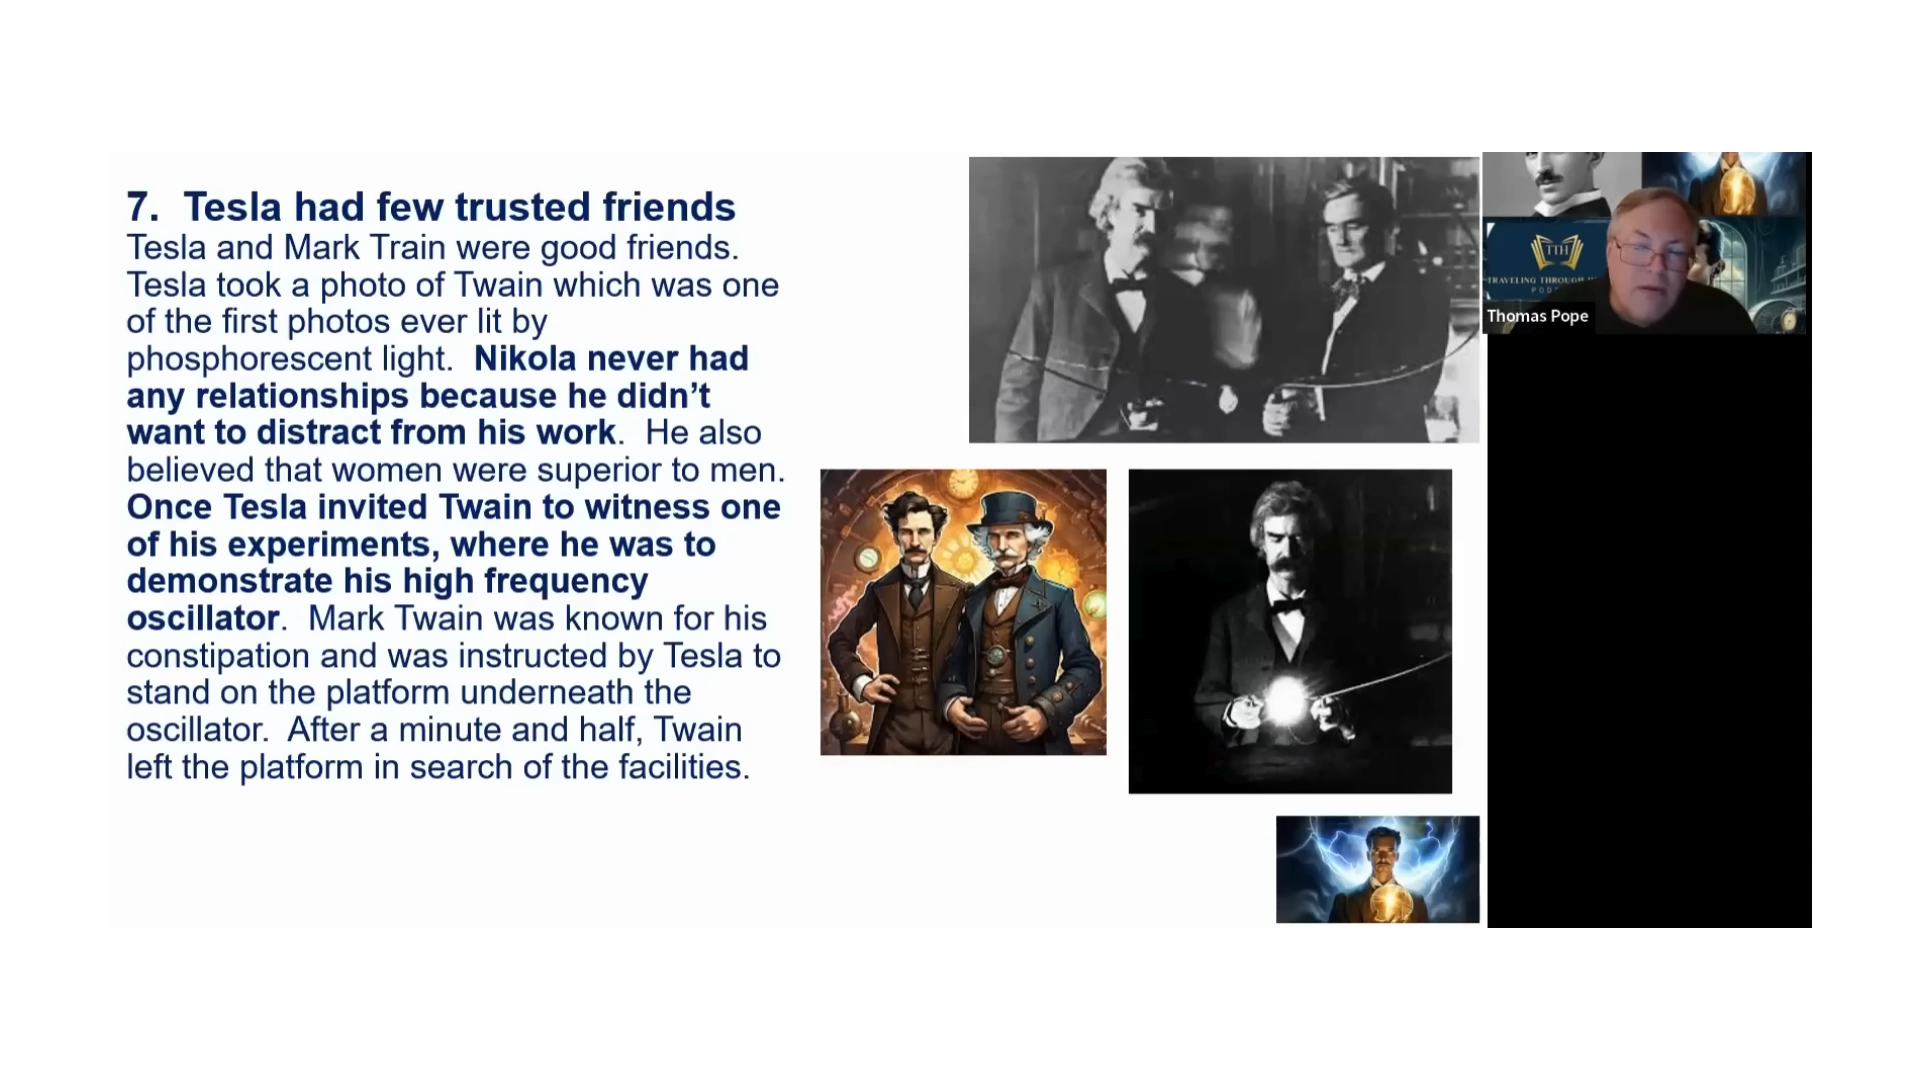 7. Tesla had few trusted friends
Tesla and Mark Train were good friends.
Tesla took a photo of Twain which was one
of the first photos ever lit by
phosphorescent light. Nikola never had
any relationships because he didn’t
want to distract from his work. He also
believed that women were superior to men.
Once Tesla invited Twain to witness one
of his experiments, where he was to
demonstrate his high frequency
oscillator. Mark Twain was known for his
constipation and was instructed by Tesla to
stand on the platform underneath the
oscillator. After a minute and half, Twain
left the platform in search of the facilities.
TTH
TRAVELING THROUGH
Thomas Pope